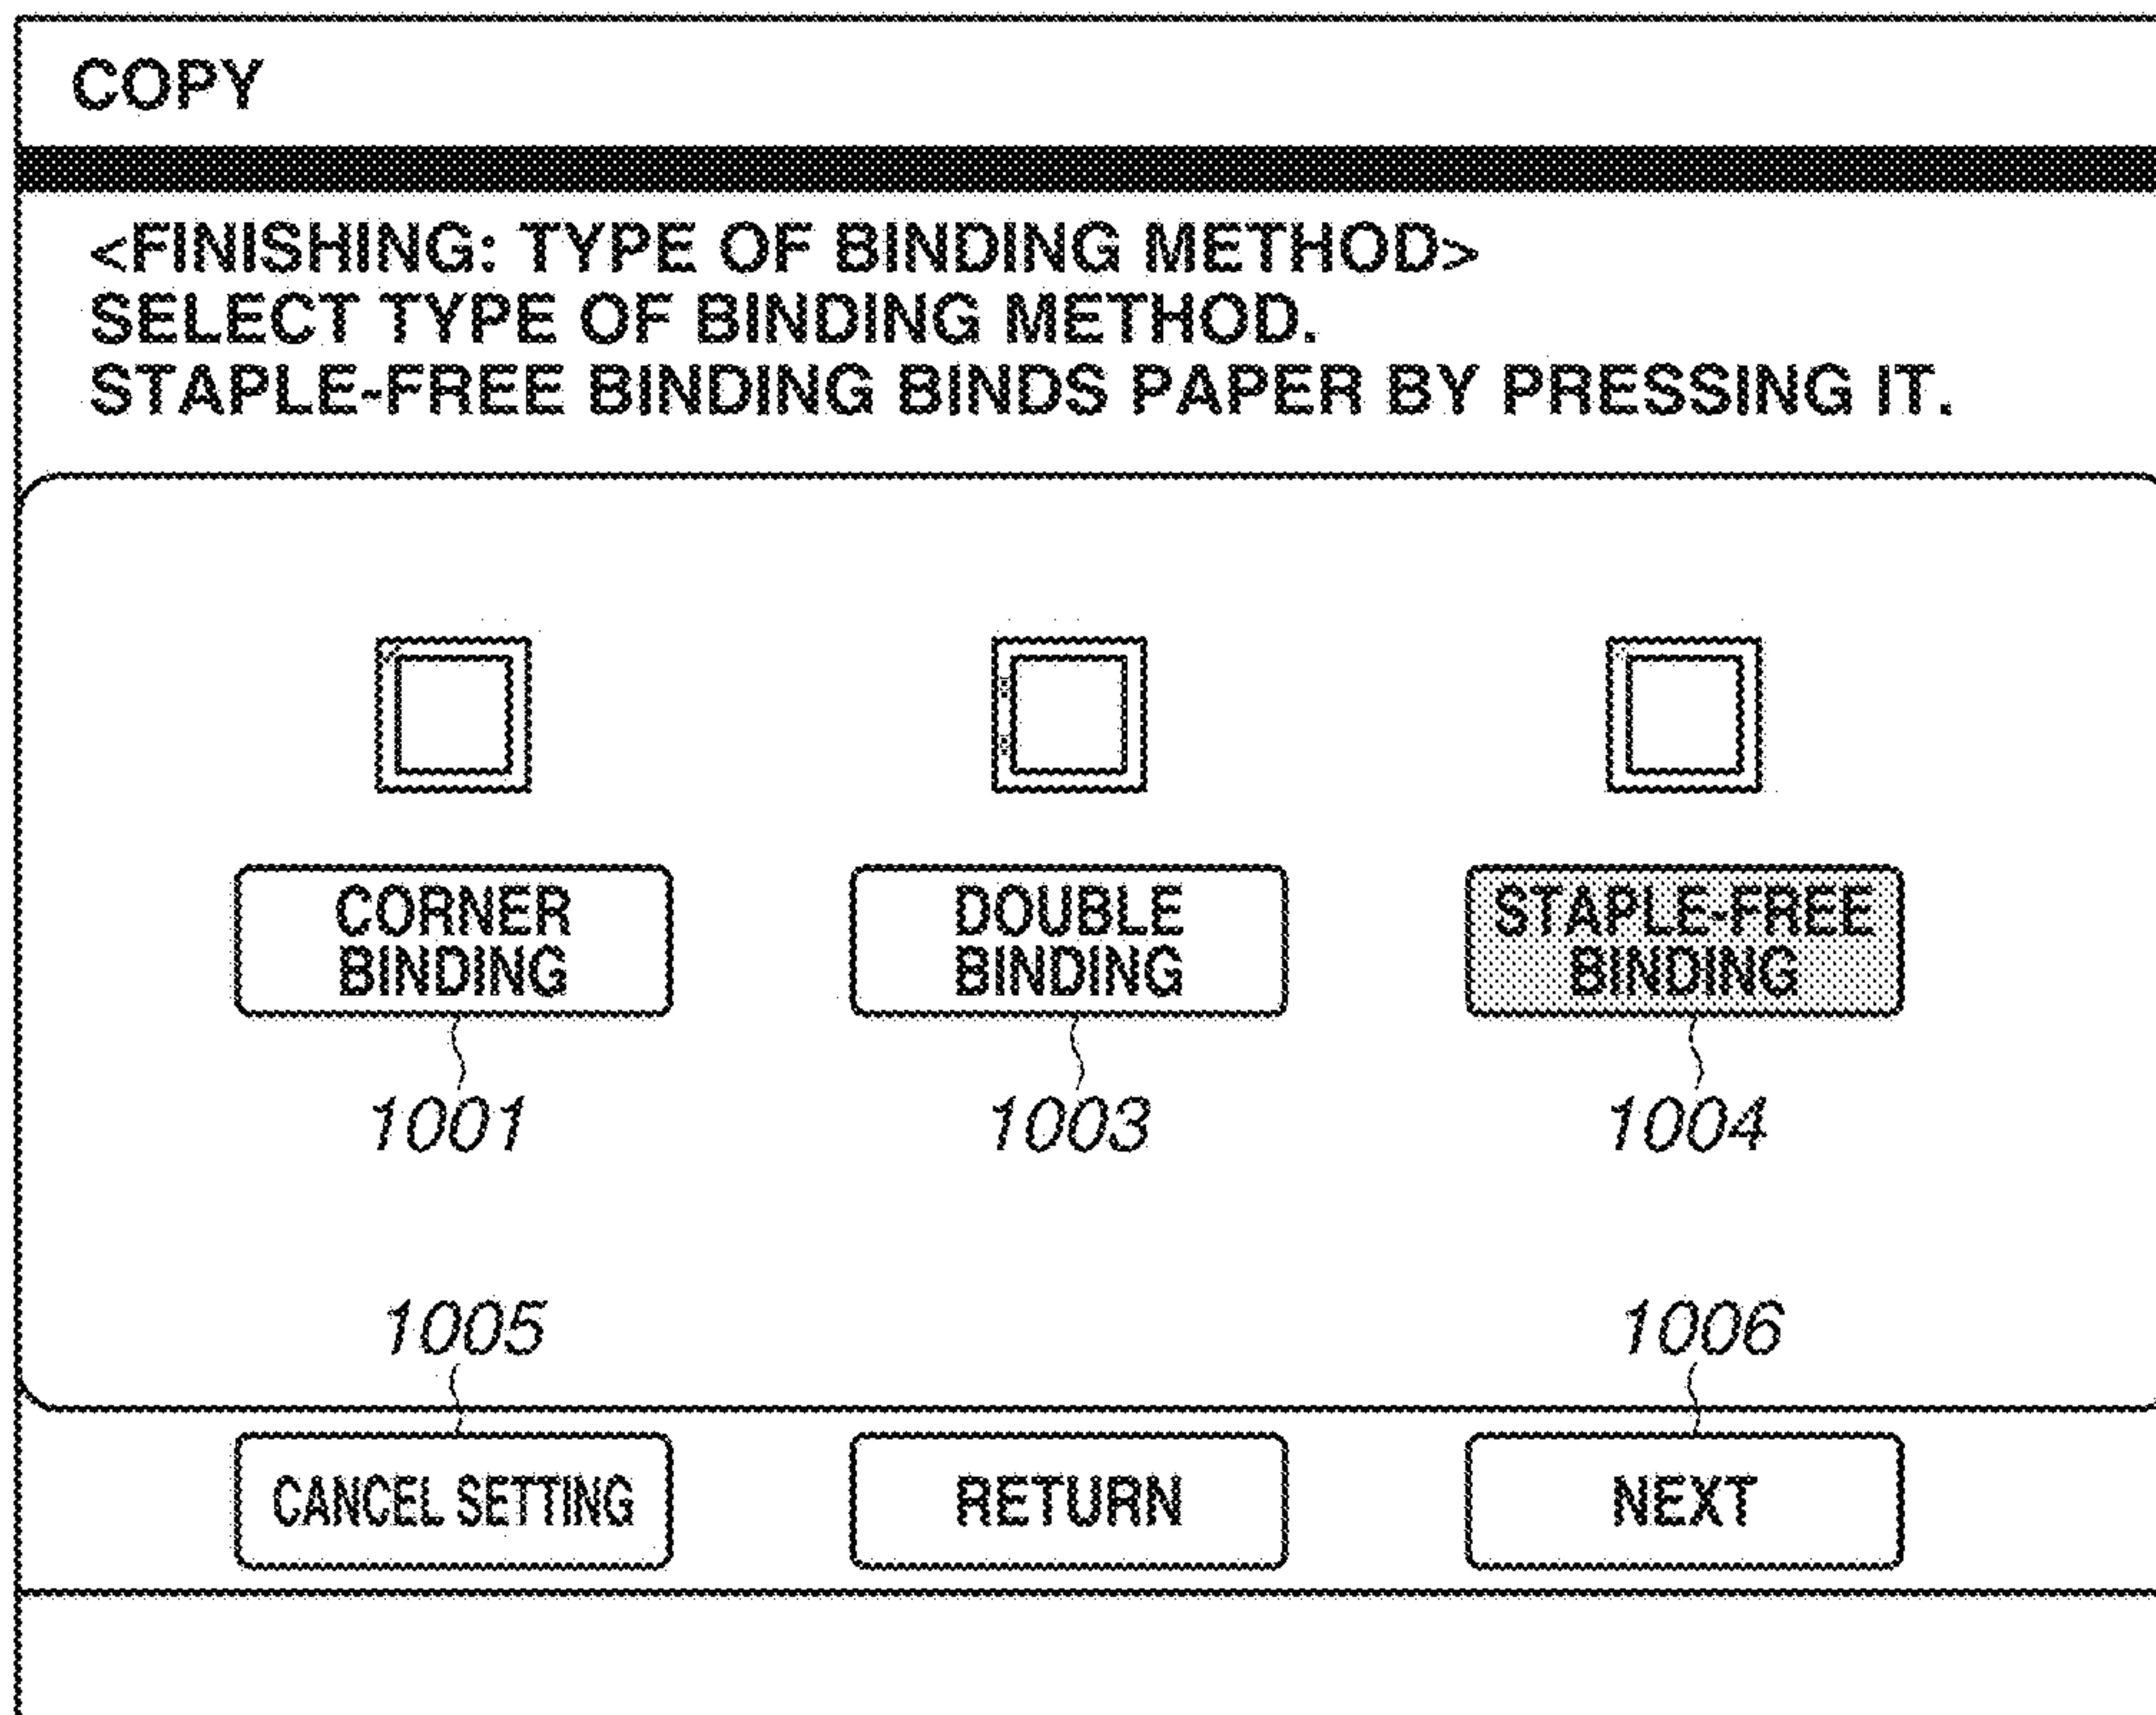 COPY
<FINISHING: TYPE OF BINDING METHOD>
SELECT TYPE OF BINDING METHOD.
STAPLE-FREE BINDING BINDS PAPER BY PRESSING IT.
CORNER
BINDING
DOUBLE
BINDING
STAPLE-FREE
BINDING
1001
1003
1004
1005
1006
CANCEL SETTING
RETURN
NEXT